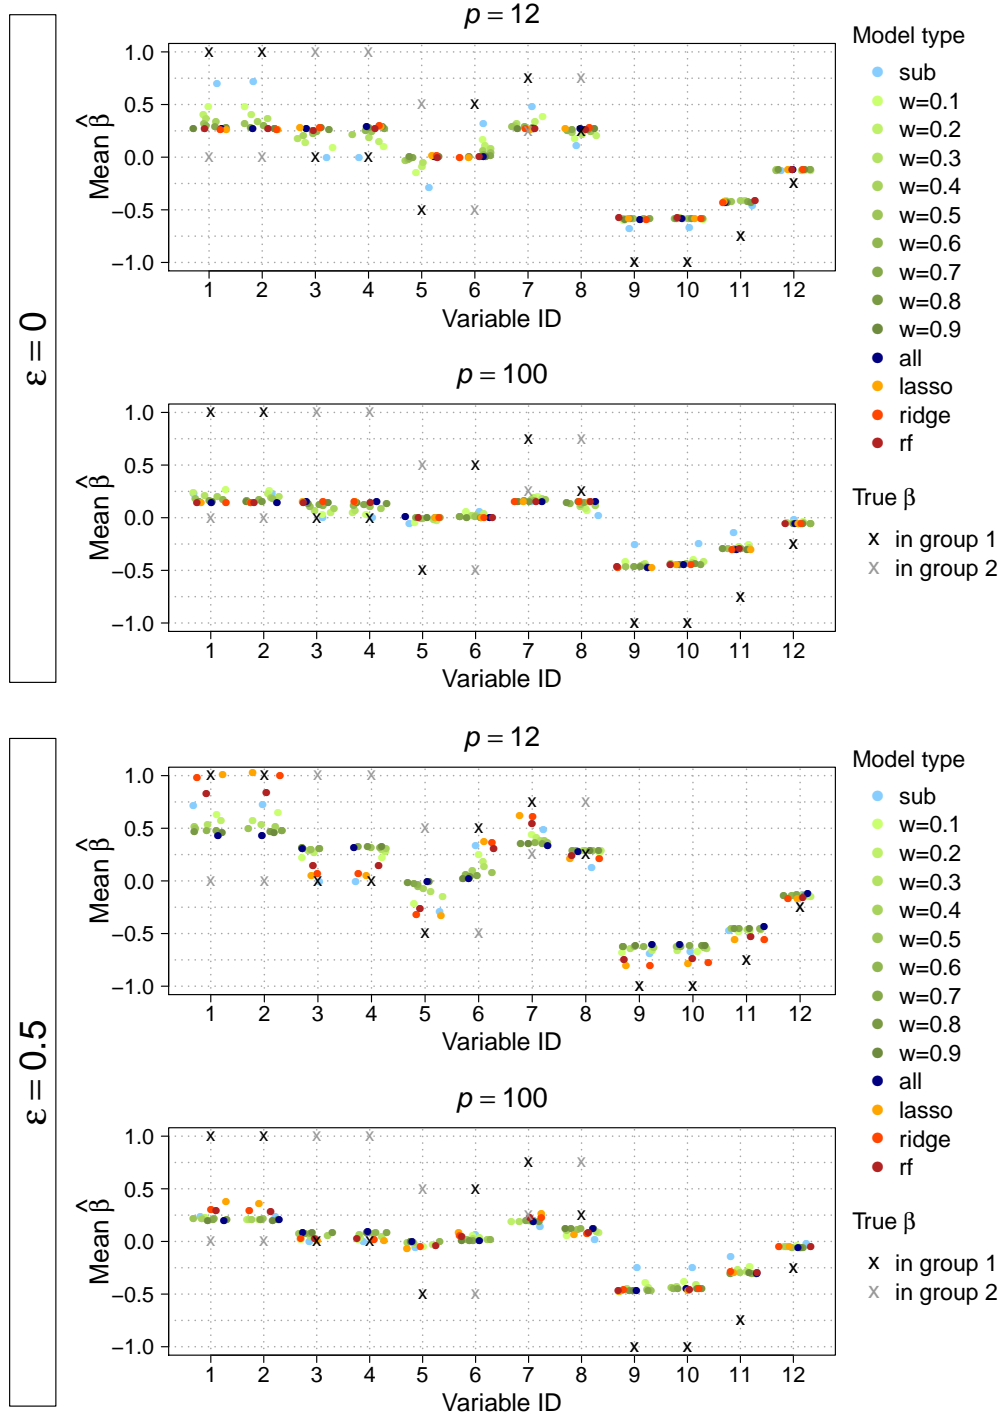 ε = 0
p = 12
Mean β̂
1.0
0.5
0.0
−0.5
−1.0
1 2 3 4 5 6 7 8 9 10 11 12
Variable ID
p = 100
Mean β̂
1.0
0.5
0.0
−0.5
−1.0
1 2 3 4 5 6 7 8 9 10 11 12
Variable ID
Model type
sub
w=0.1
w=0.2
w=0.3
w=0.4
w=0.5
w=0.6
w=0.7
w=0.8
w=0.9
all
lasso
ridge
rf
True β
x in group 1
x in group 2
ε = 0.5
p = 12
Mean β̂
1.0
0.5
0.0
−0.5
−1.0
1 2 3 4 5 6 7 8 9 10 11 12
Variable ID
p = 100
Mean β̂
1.0
0.5
0.0
−0.5
−1.0
1 2 3 4 5 6 7 8 9 10 11 12
Variable ID
Model type
sub
w=0.1
w=0.2
w=0.3
w=0.4
w=0.5
w=0.6
w=0.7
w=0.8
w=0.9
all
lasso
ridge
rf
True β
x in group 1
x in group 2